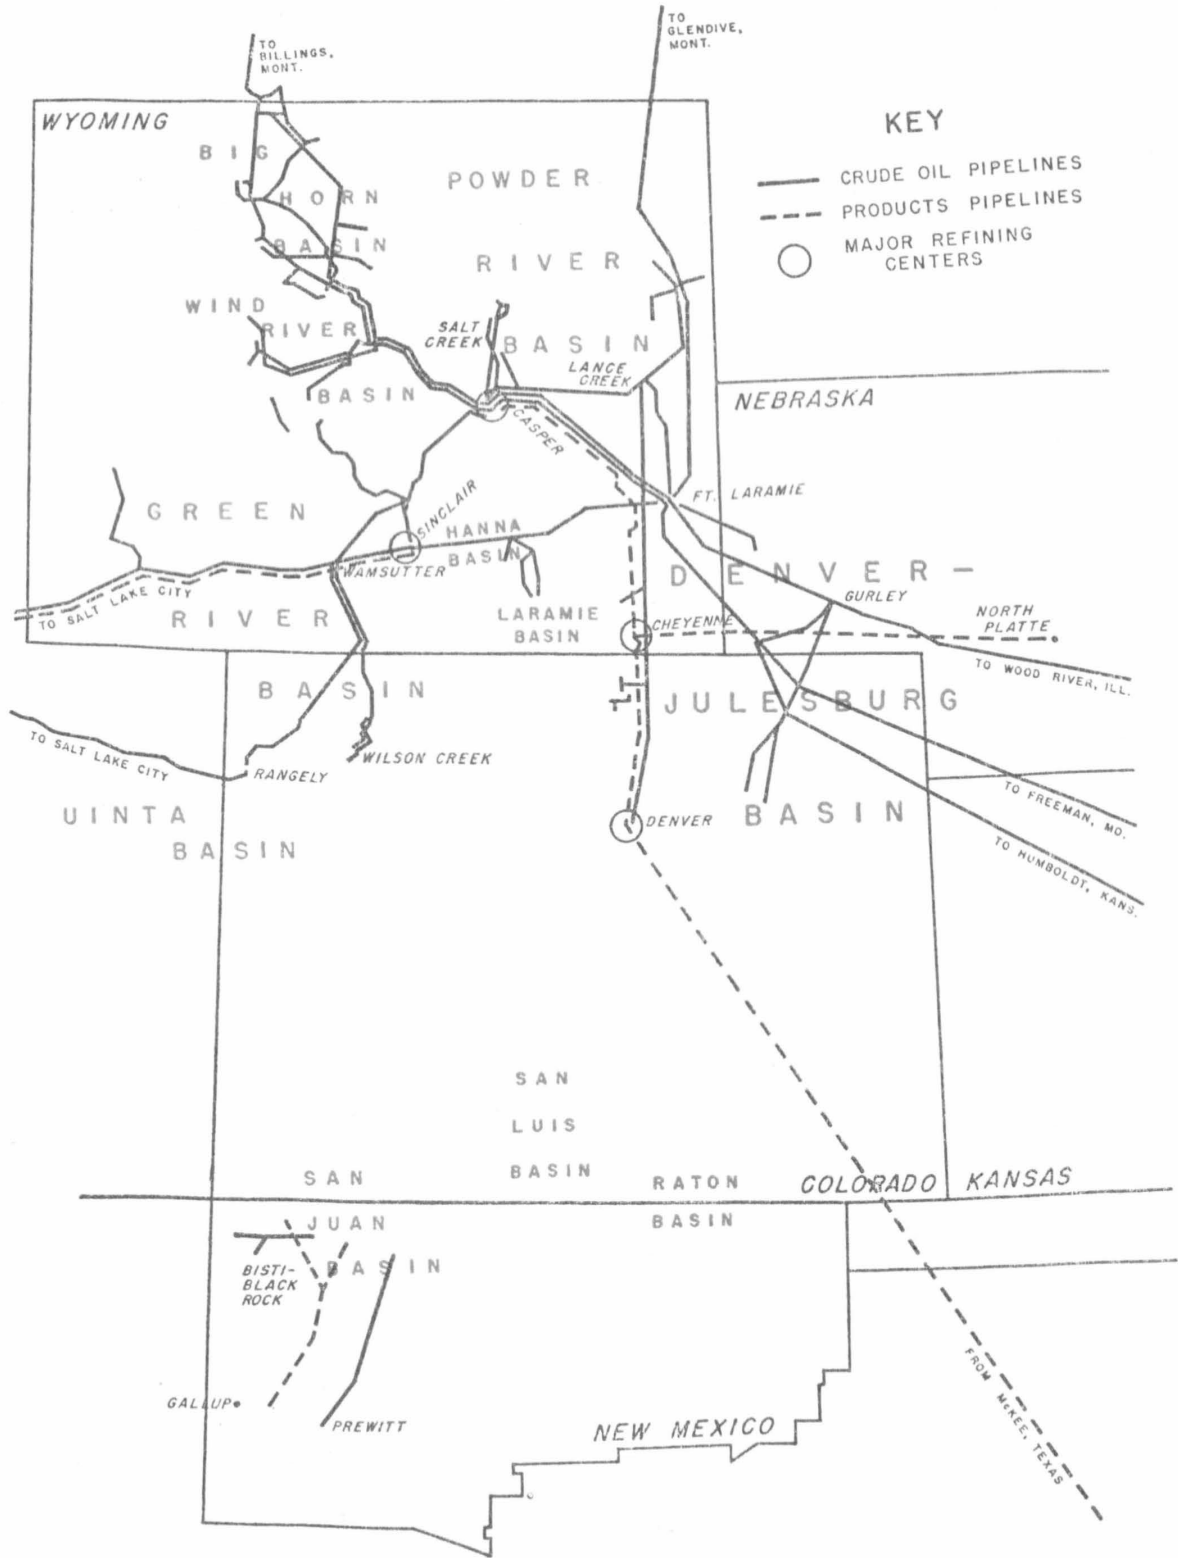 TO
BILLINGS,
MONT.
TO
GLENDIVE,
MONT.
WYOMING
KEY
CRUDE OIL PIPELINES
PRODUCTS PIPELINES
MAJOR REFINING
CENTERS
BIG
HORN
BASIN
POWDER
RIVER
BASIN
WIND
RIVER
BASIN
SALT
CREEK
LANCE
CREEK
NEBRASKA
CASPER
FT. LARAMIE
SINCLAIR
GREEN
RIVER
BASIN
HANNA
BASIN
WAMSUTTER
TO SALT LAKE CITY
LARAMIE
BASIN
DENVER-
JULESBURG
BASIN
GURLEY
CHEYENNE
NORTH
PLATTE
TO WOOD RIVER, ILL.
TO SALT LAKE CITY
RANGELY
WILSON CREEK
UINTA
BASIN
DENVER
TO FREEMAN, MO.
TO HUMBOLDT, KANS.
SAN
LUIS
BASIN
SAN
JUAN
BASIN
RATON
BASIN
COLORADO
KANSAS
BISTI-
BLACK
ROCK
GALLUP
PREWITT
NEW MEXICO
FROM McKEE, TEXAS